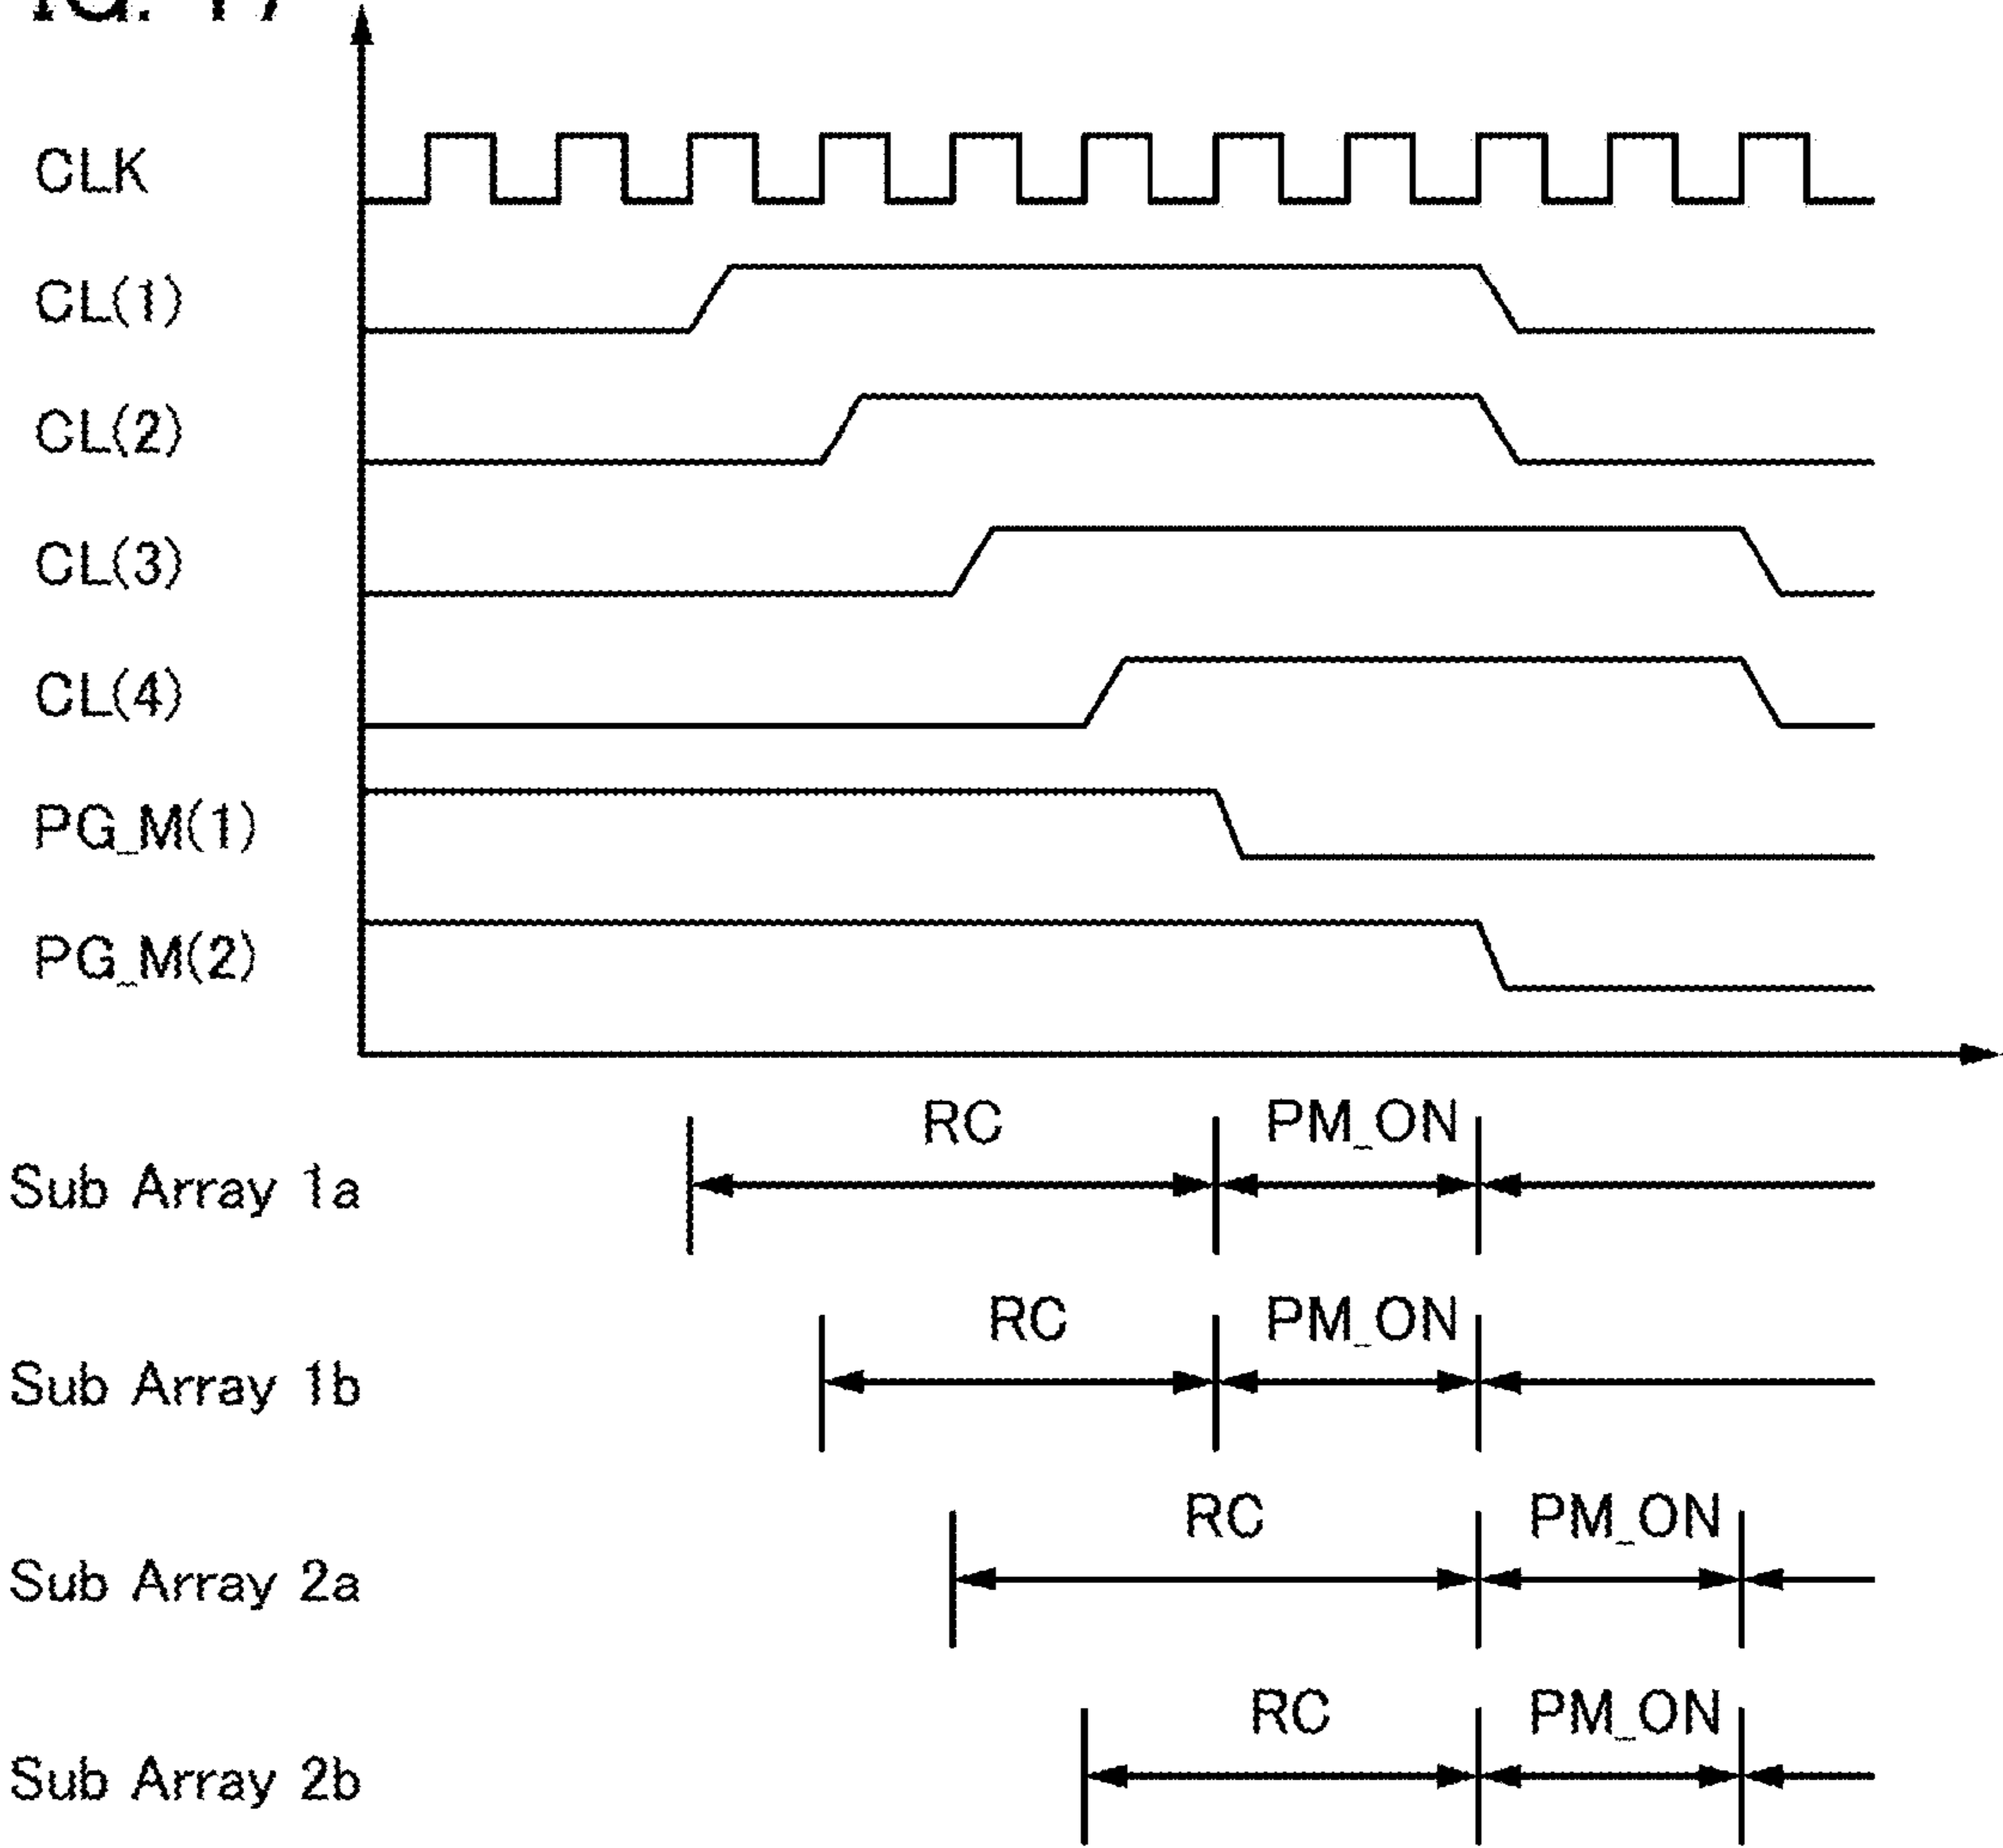 CLK
CL(1)
CL(2)
CL(3)
CL(4)
PG_M(1)
PG_M(2)
RC PM_ON
Sub Array 1a
RC PM_ON
Sub Array 1b
RC PM_ON
Sub Array 2a
RC PM_ON
Sub Array 2b